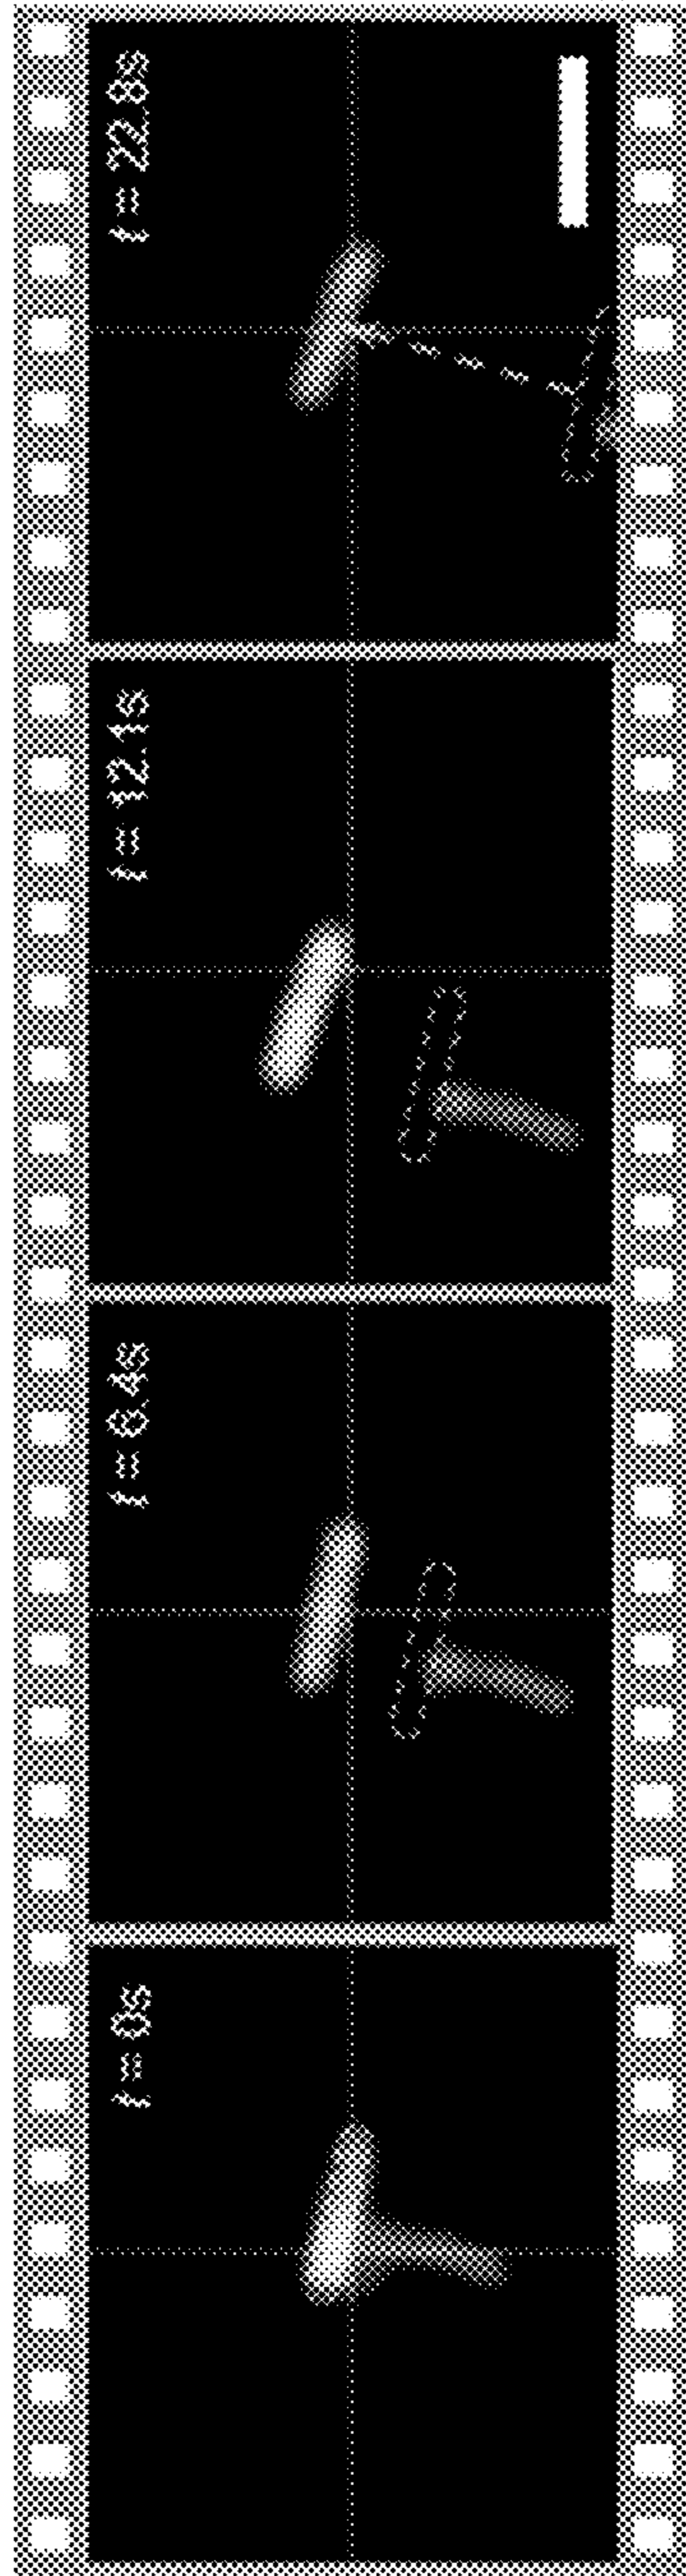 t = 0s
t = 6.4s
t = 12.1s
t = 22.8s